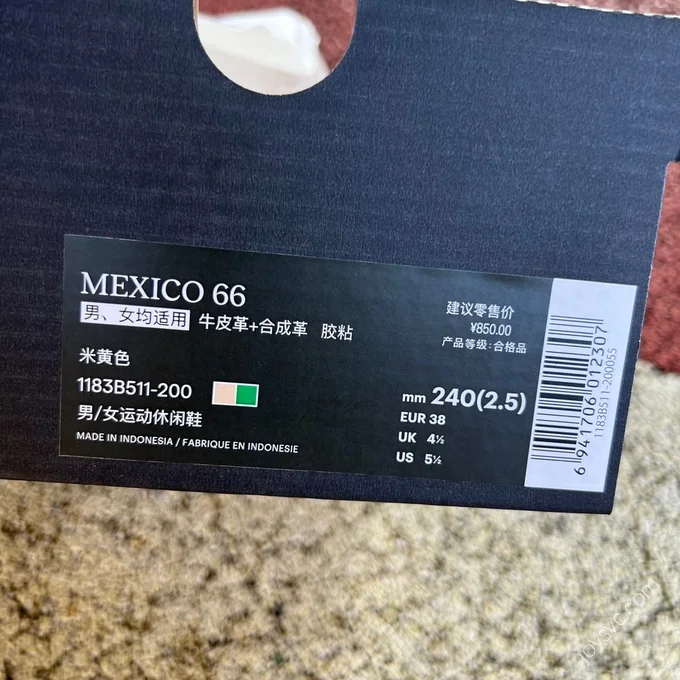 MEXICO 66
男、女均适用 牛皮革+合成革 胶粘
米黄色
1183B511-200
男/女运动休闲鞋
MADE IN INDONESIA / FABRIQUE EN INDONESIE
建议零售价
¥850.00
产品等级:合格品
mm 240(2.5)
EUR 38
UK 4½
US 5½
6 941706 012307
1183B511-200055
joysvc.com